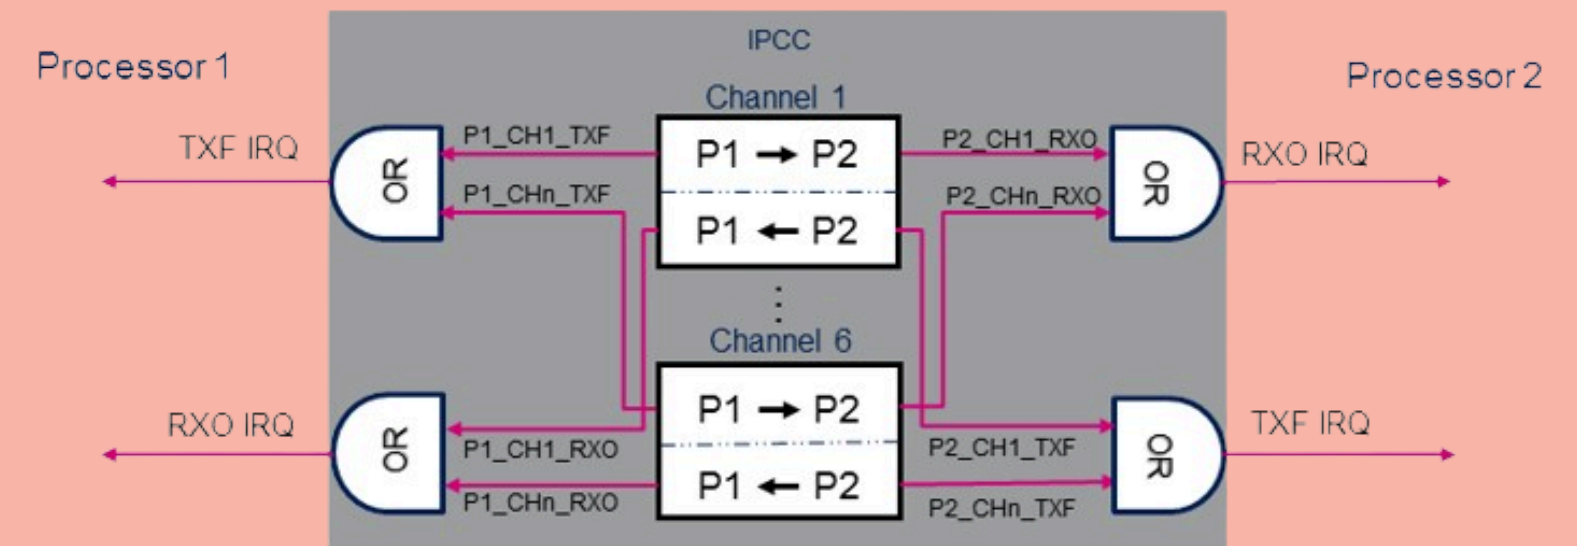 IPCC
Processor 1
Processor 2
Channel 1
TXF IRQ
P1_CH1_TXF
P1 → P2
P2_CH1_RXO
RXO IRQ
OR
OR
P1_CHn_TXF
P2_CHn_RXO
P1 ← P2
Channel 6
RXO IRQ
P1 → P2
TXF IRQ
OR
P1_CH1_RXO
P2_CH1_TXF
OR
P1_CHn_RXO
P1 ← P2
P2_CHn_TXF